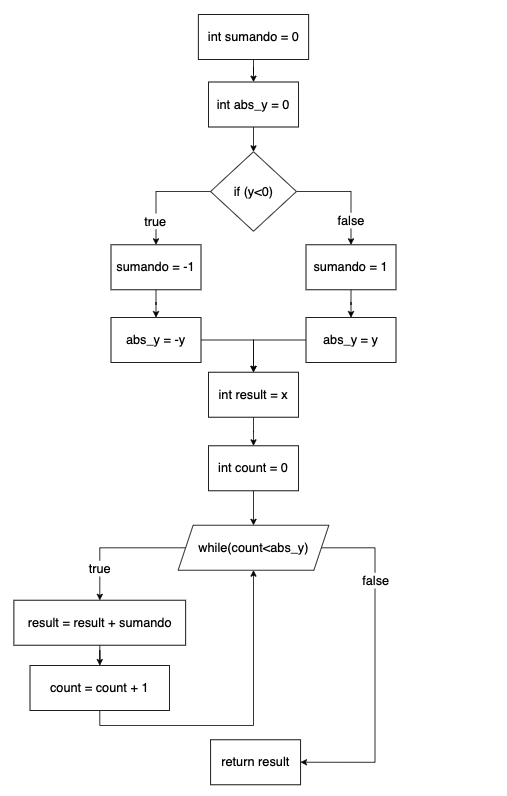 int sumando = 0
int abs_y = 0
if (y<0)
true
false
sumando = -1
sumando = 1
abs_y = -y
abs_y = y
int result = x
int count = 0
while(count<abs_y)
true
false
result = result + sumando
count = count + 1
return result